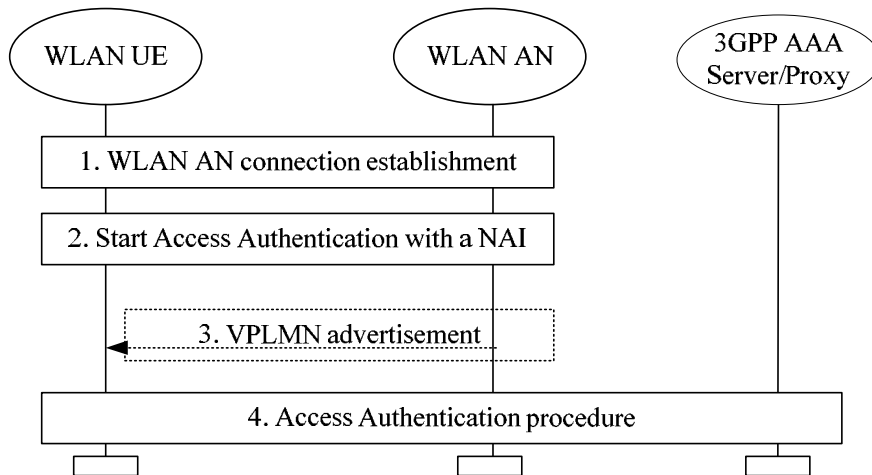 WLAN UE
WLAN AN
3GPP AAA
Server/Proxy
1. WLAN AN connection establishment
2. Start Access Authentication with a NAI
3. VPLMN advertisement
4. Access Authentication procedure